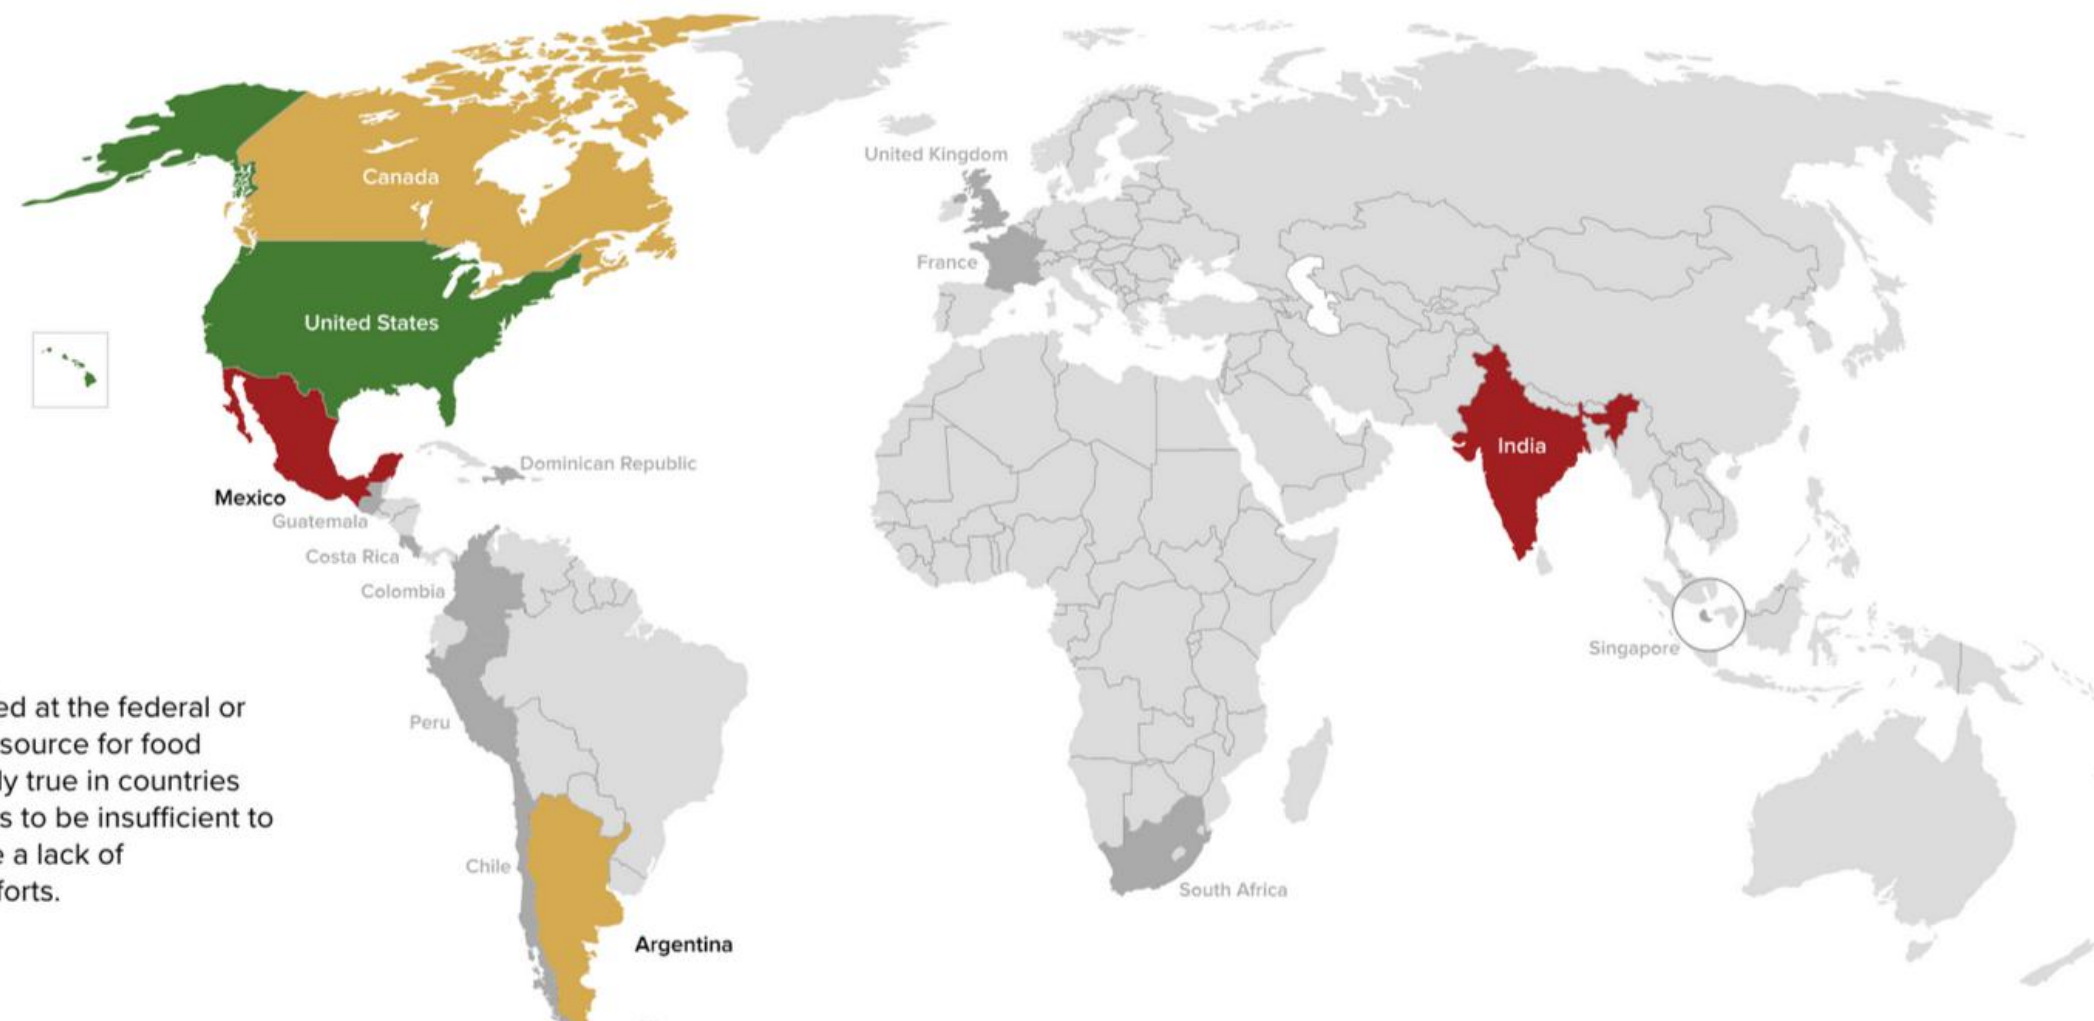 Canada
United Kingdom
France
United States
India
Dominican Republic
Mexico
Guatemala
Costa Rica
Colombia
Singapore
Peru
ed at the federal or
source for food
ly true in countries
s to be insufficient to
e a lack of
forts.
Chile
South Africa
Argentina